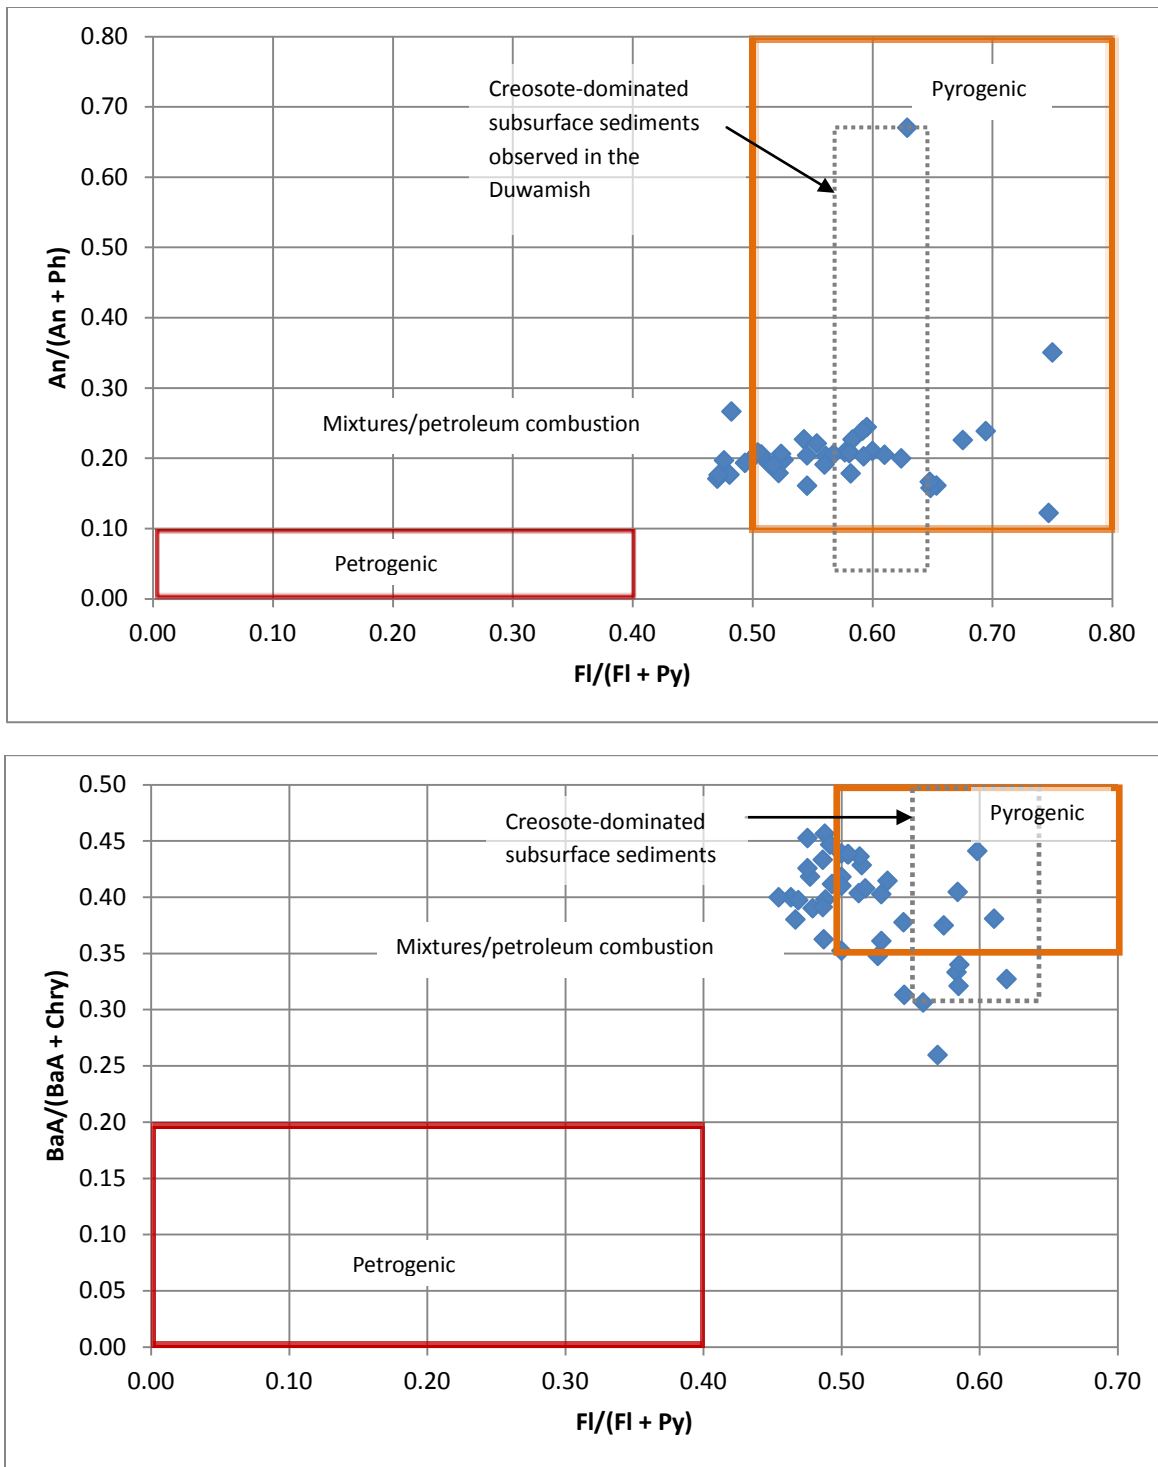 0.80
0.70
0.60
0.50
0.40
0.30
0.20
0.10
0.00
An/(An + Ph)
Creosote-dominated
subsurface sediments
observed in the
Duwamish
Pyrogenic
Mixtures/petroleum combustion
Petrogenic
0.00 0.10 0.20 0.30 0.40 0.50 0.60 0.70 0.80
Fl/(Fl + Py)
0.50
0.45
0.40
0.35
0.30
0.25
0.20
0.15
0.10
0.05
0.00
BaA/(BaA + Chry)
Creosote-dominated
subsurface sediments
Pyrogenic
Mixtures/petroleum combustion
Petrogenic
0.00 0.10 0.20 0.30 0.40 0.50 0.60 0.70
Fl/(Fl + Py)